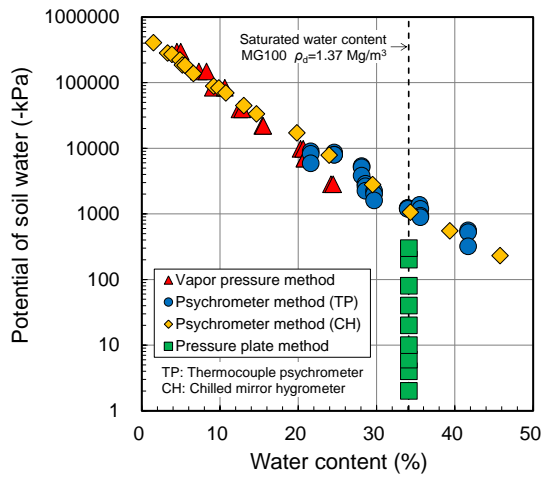 Potential of soil water (-kPa)
1000000
100000
10000
1000
100
10
1
Saturated water content
MG100 ρd=1.37 Mg/m³
Vapor pressure method
Psychrometer method (TP)
Psychrometer method (CH)
Pressure plate method
TP: Thermocouple psychrometer
CH: Chilled mirror hygrometer
0 10 20 30 40 50
Water content (%)